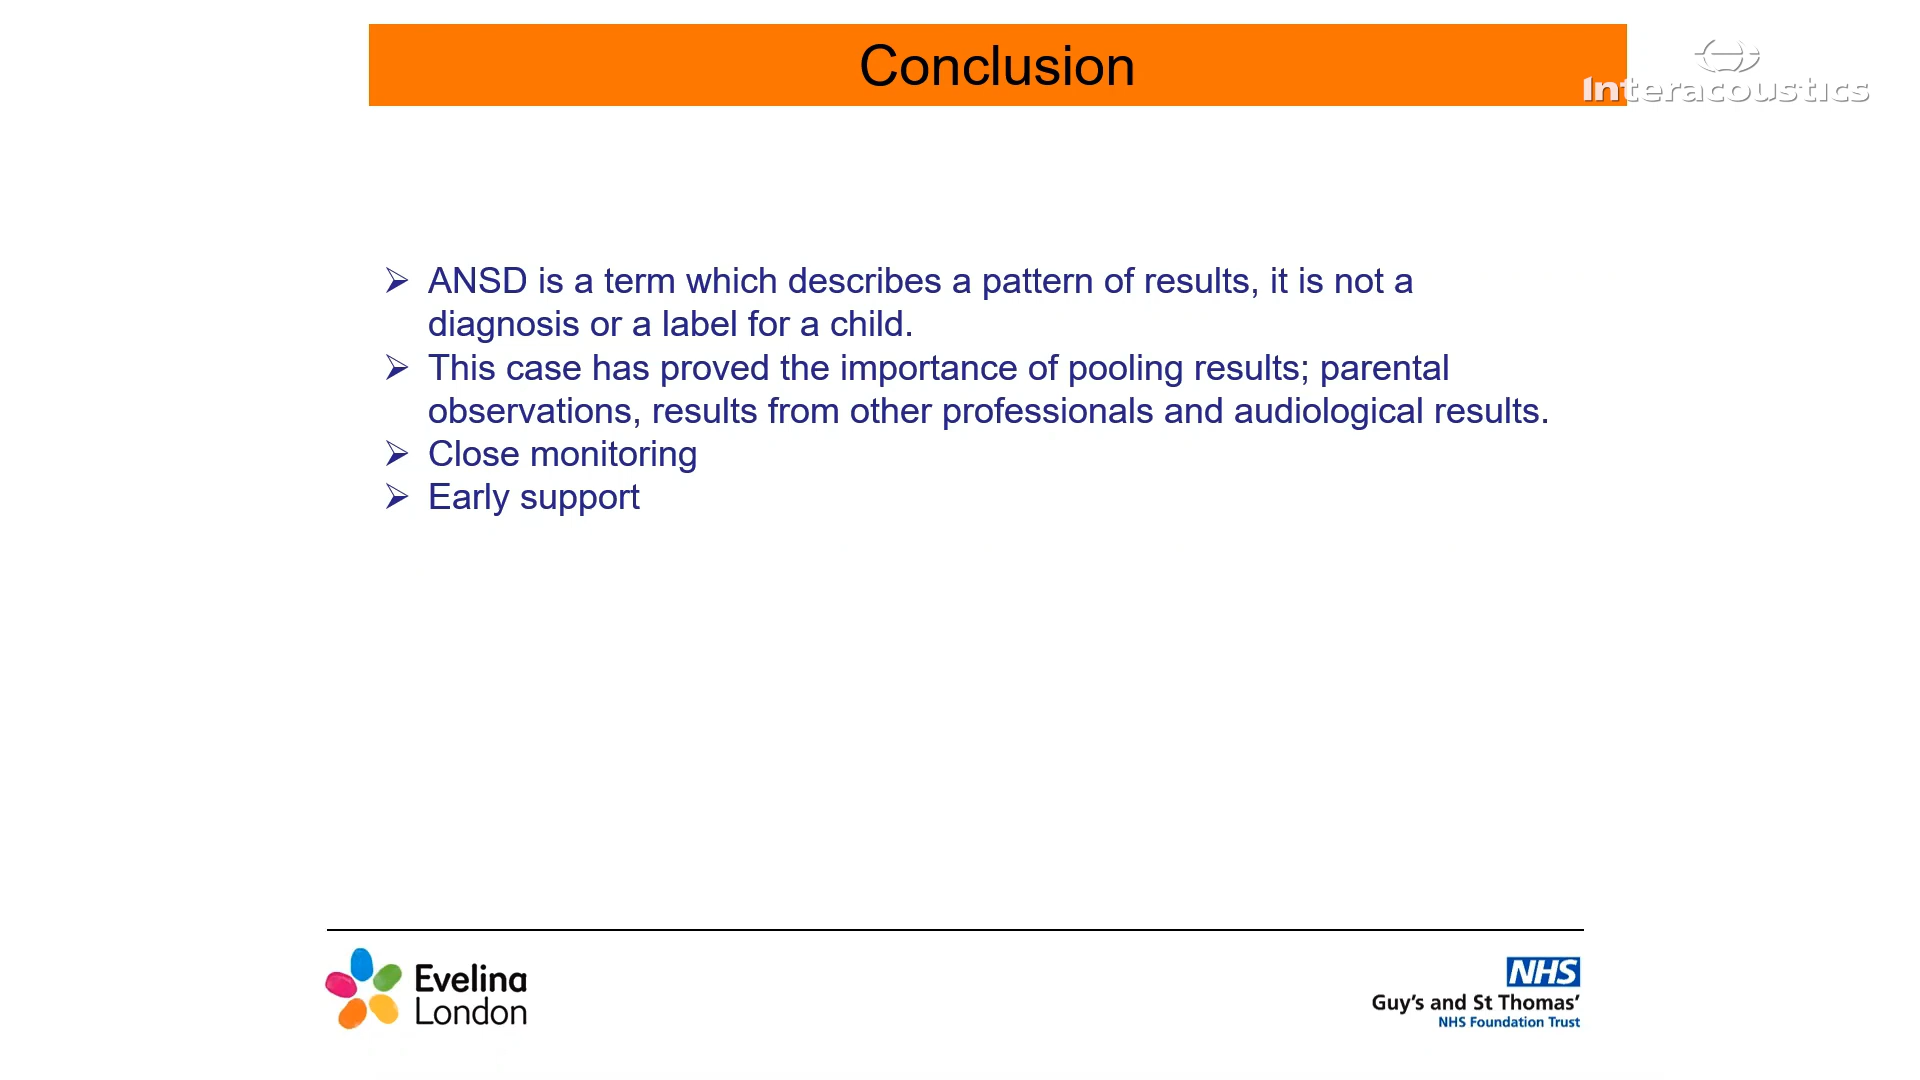 Conclusion
Interacoustics
➢ ANSD is a term which describes a pattern of results, it is not a
diagnosis or a label for a child.
➢ This case has proved the importance of pooling results; parental
observations, results from other professionals and audiological results.
➢ Close monitoring
➢ Early support
Evelina
London
NHS
Guy's and St Thomas'
NHS Foundation Trust